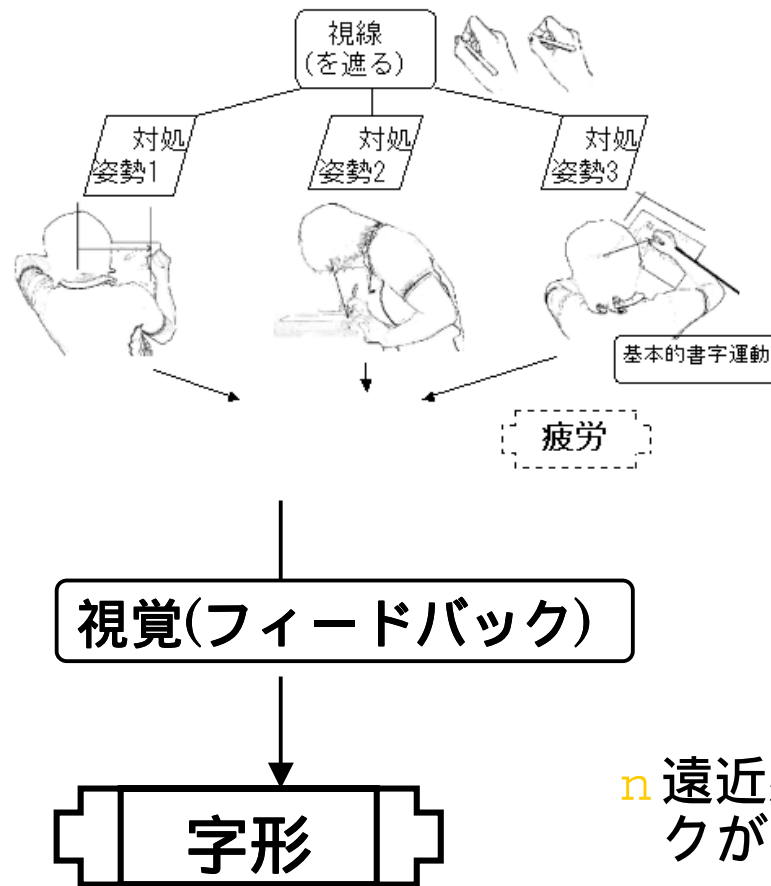 視線
(を遮る)
対処
姿勢1
対処
姿勢2
対処
姿勢3
基本的書字運動
疲労
視覚(フィードバック)
字形
n 遠近
クが